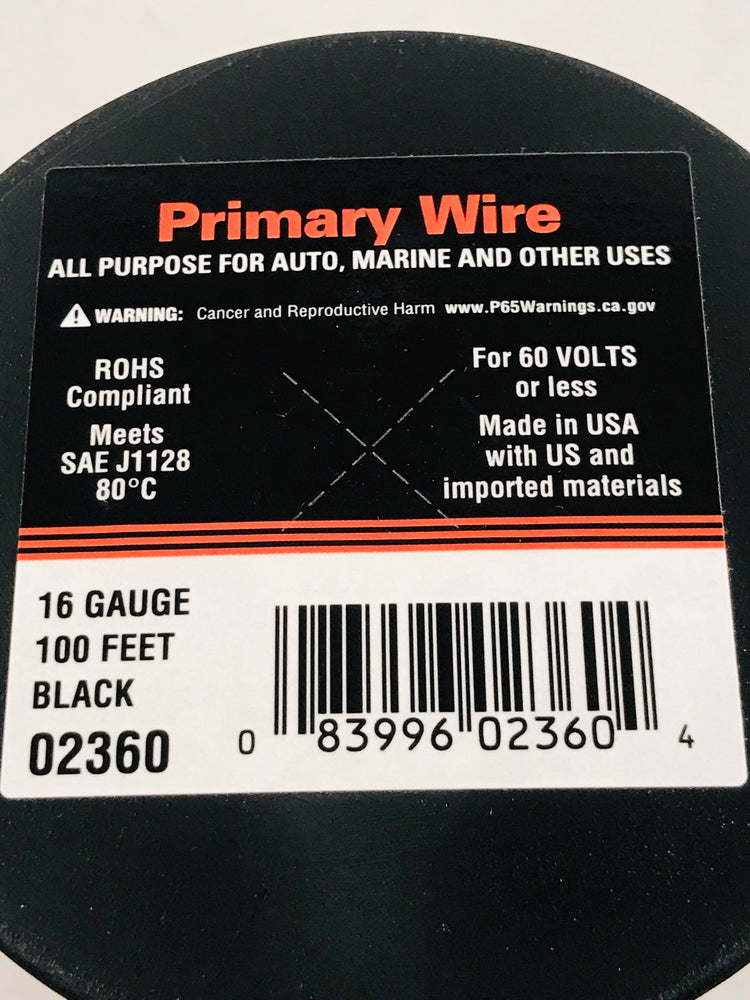 Primary Wire
ALL PURPOSE FOR AUTO, MARINE AND OTHER USES
WARNING: Cancer and Reproductive Harm www.P65Warnings.ca.gov
ROHS
Compliant
Meets
SAE J1128
80°C
For 60 VOLTS
or less
Made in USA
with US and
imported materials
16 GAUGE
100 FEET
BLACK
02360
0 83996 02360 4